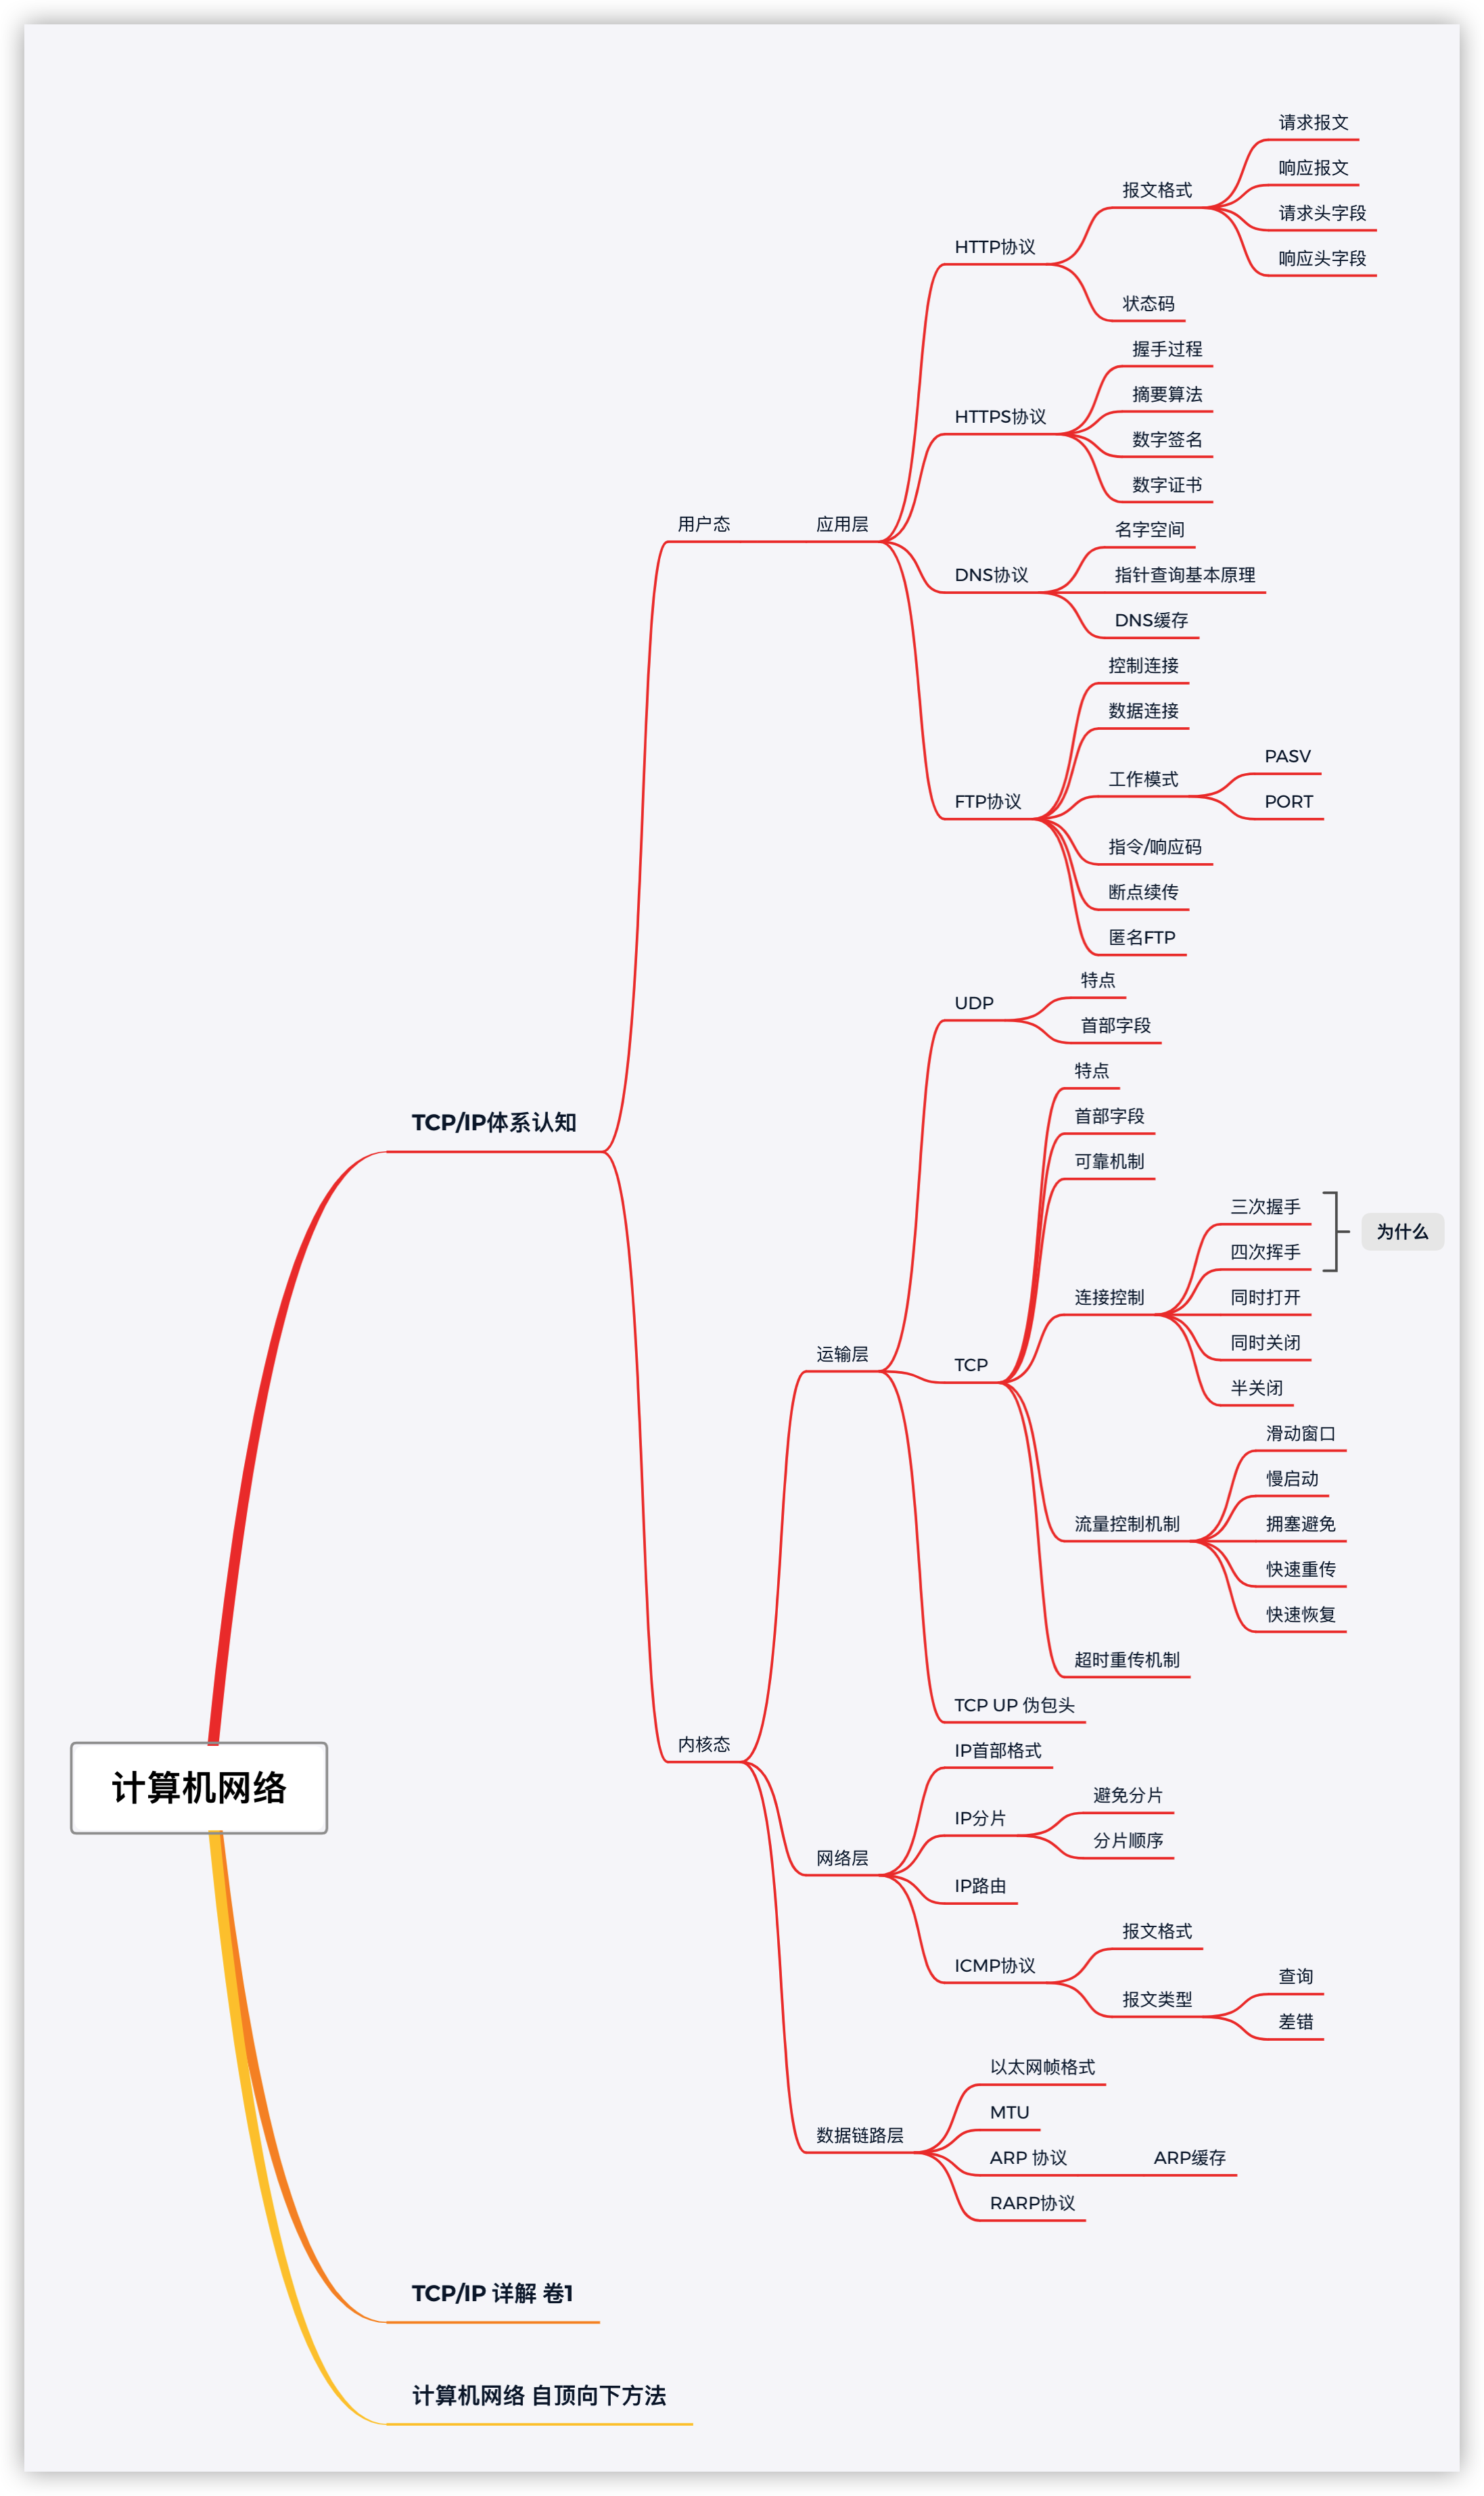 请求报文
响应报文
报文格式
请求头字段
HTTP协议
响应头字段
状态码
握手过程
摘要算法
HTTPS协议
数字签名
数字证书
用户态
应用层
名字空间
DNS协议
指针查询基本原理
DNS缓存
控制连接
数据连接
PASV
工作模式
FTP协议
PORT
指令/响应码
断点续传
匿名FTP
特点
UDP
首部字段
特点
TCP/IP体系认知
首部字段
可靠机制
三次握手
为什么
四次挥手
连接控制
同时打开
同时关闭
运输层
TCP
半关闭
滑动窗口
慢启动
流量控制机制
拥塞避免
快速重传
快速恢复
超时重传机制
TCP UP 伪包头
内核态
IP首部格式
计算机网络
避免分片
IP分片
分片顺序
网络层
IP路由
报文格式
ICMP协议
查询
报文类型
差错
以太网帧格式
MTU
数据链路层
ARP 协议
ARP缓存
RARP协议
TCP/IP 详解 卷1
计算机网络 自顶向下方法